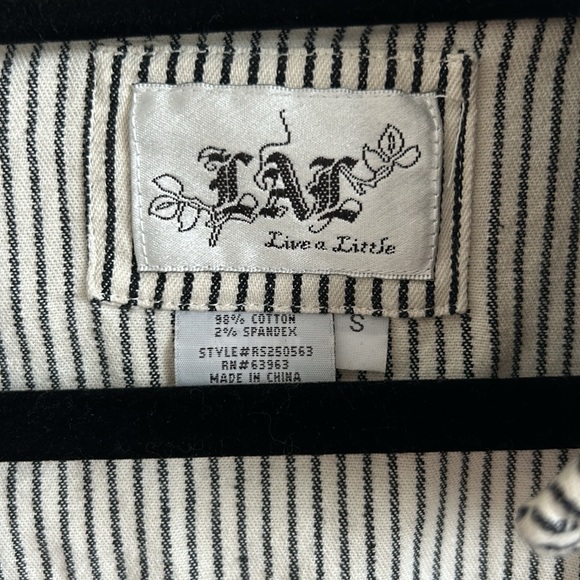 LAL
Live a Little
98% COTTON
2% SPANDEX
S
STYLE#RS250563
RN#63963
MADE IN CHINA